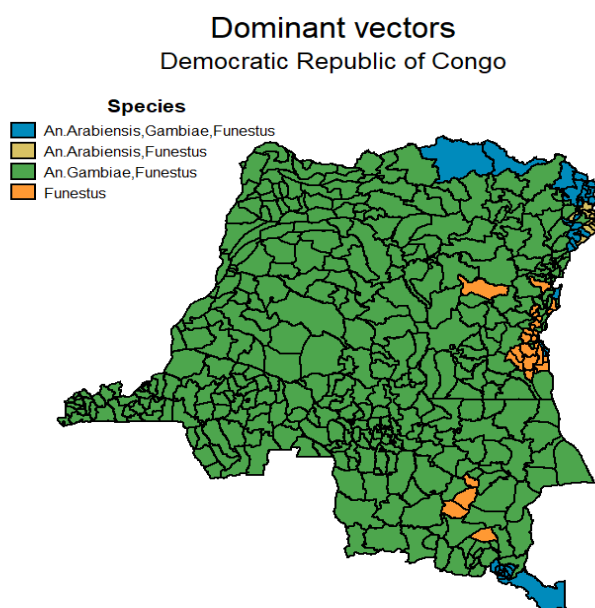 Dominant vectors
Democratic Republic of Congo
Species
An.Arabiensis,Gambiae,Funestus
An.Arabiensis,Funestus
An.Gambiae,Funestus
Funestus